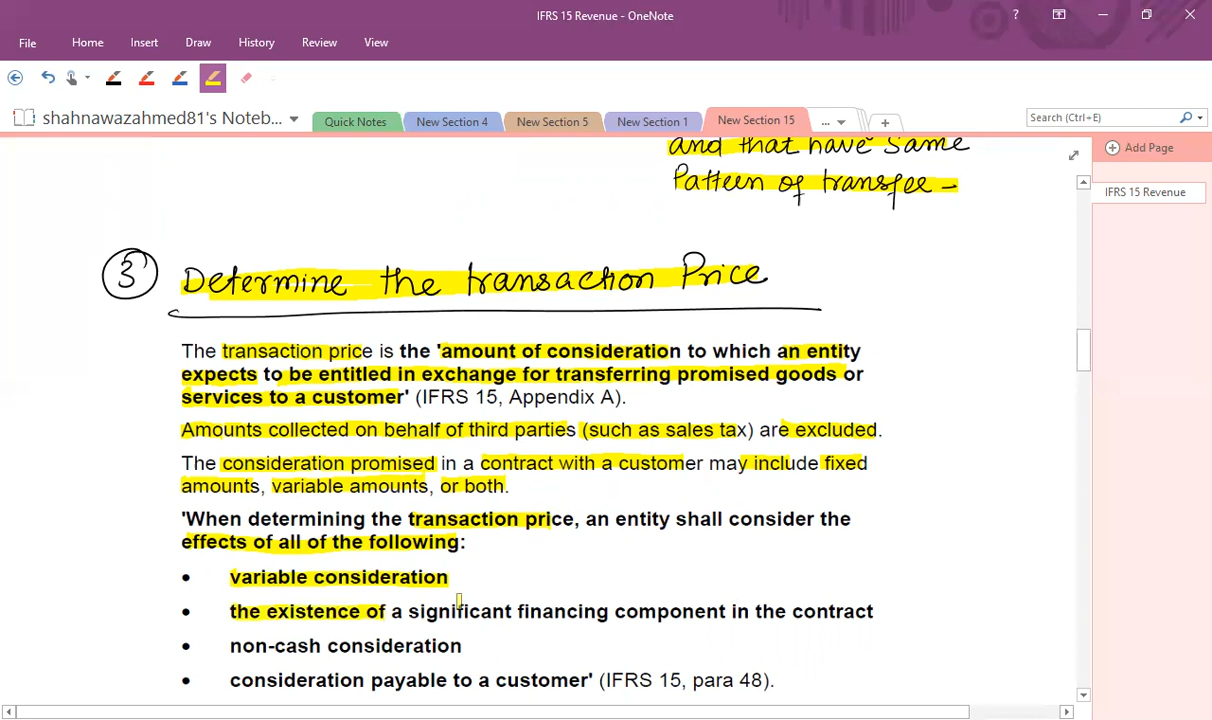 IFRS 15 Revenue - OneNote
?
File Home Insert Draw History Review View
shahnawazahmed81's Noteb...
Quick Notes
New Section 4
New Section 5
New Section 1
New Section 15
...
Search (Ctrl+E)
Add Page
IFRS 15 Revenue
and that have Same
Pattern of transfer -
3
Determine the transaction Price
The transaction price is the 'amount of consideration to which an entity
expects to be entitled in exchange for transferring promised goods or
services to a customer' (IFRS 15, Appendix A).
Amounts collected on behalf of third parties (such as sales tax) are excluded.
The consideration promised in a contract with a customer may include fixed
amounts, variable amounts, or both.
'When determining the transaction price, an entity shall consider the
effects of all of the following:
• variable consideration
• the existence of a significant financing component in the contract
• non-cash consideration
• consideration payable to a customer' (IFRS 15, para 48).